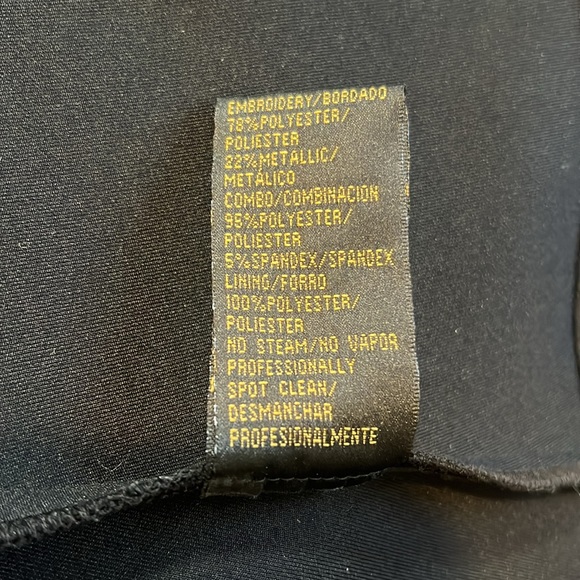 EMBROIDERY/BORDADO
78%POLYESTER/
POLIESTER
22%METALLIC/
METÁLICO
COMBO/COMBINACION
95%POLYESTER/
POLIESTER
5%SPANDEX/SPANDEX
LINING/FORRO
100%POLYESTER/
POLIESTER
NO STEAM/NO VAPOR
PROFESSIONALLY
SPOT CLEAN/
DESMANCHAR
PROFESIONALMENTE